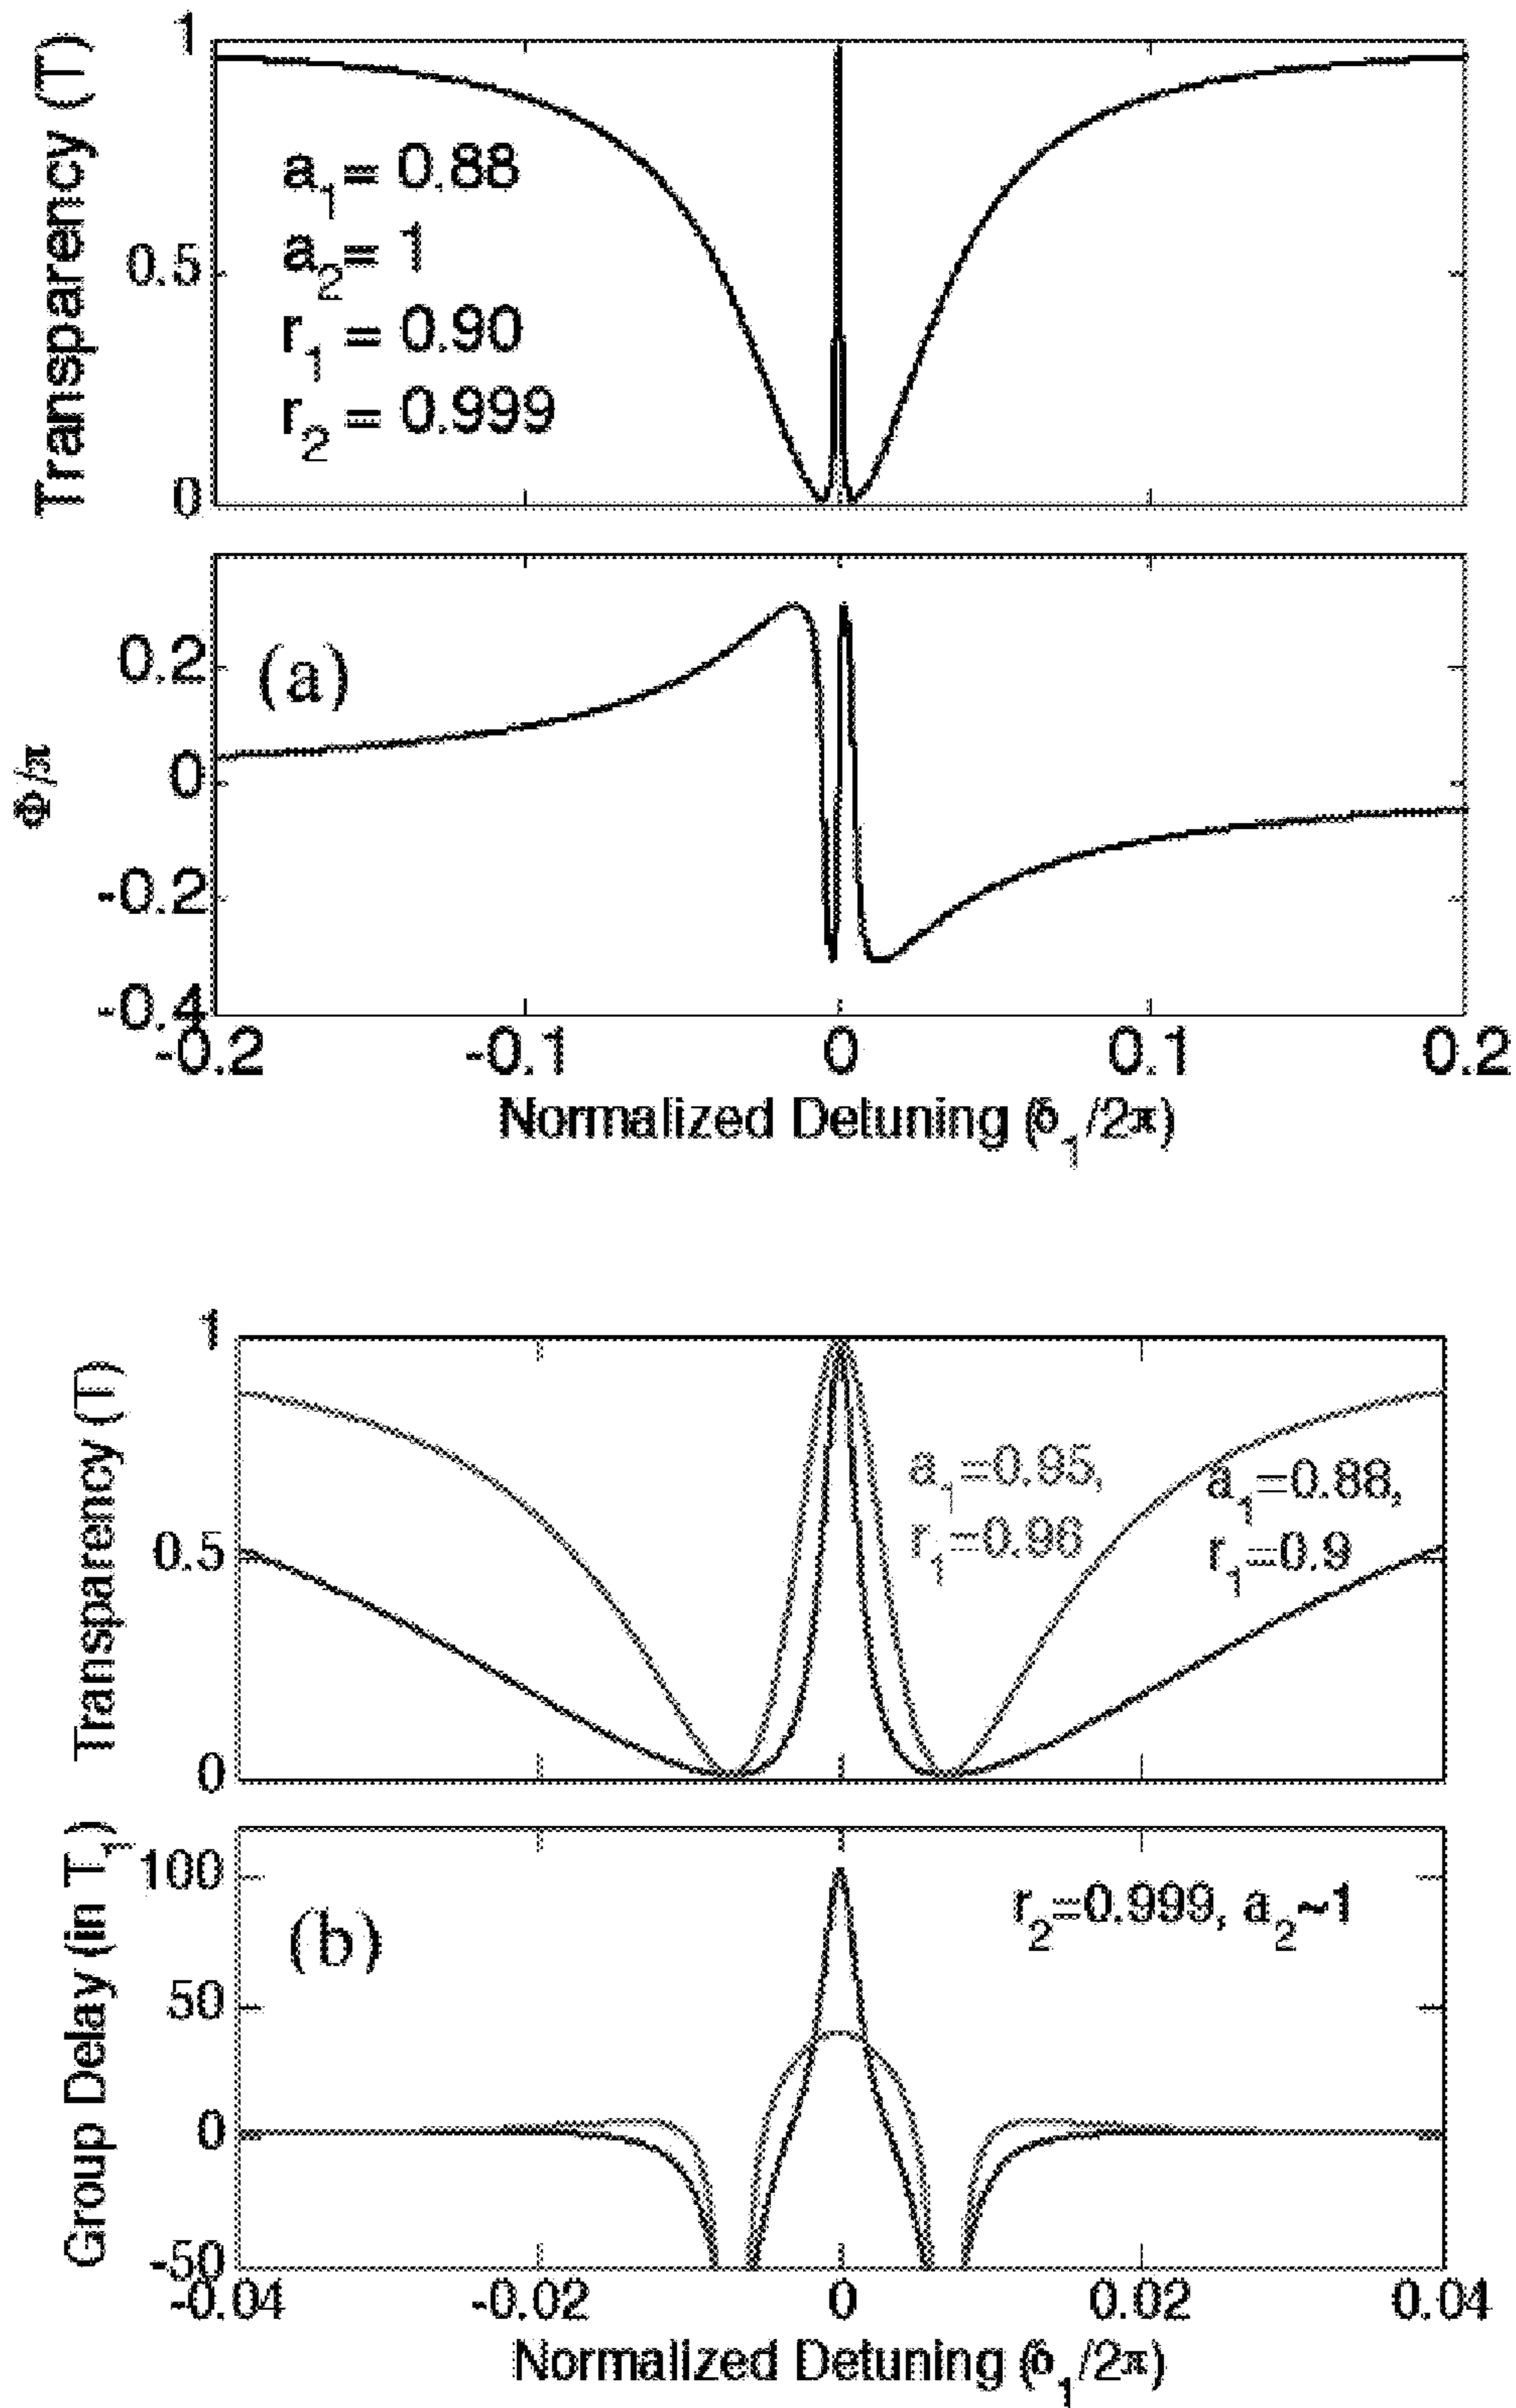 Transparency (T)
1
0.5
0
a₁ = 0.88
a₂ = 1
r₁ = 0.90
r₂ = 0.999
Φ/π
0.2
0
-0.2
-0.4
(a)
-0.2 -0.1 0 0.1 0.2
Normalized Detuning (δ₁/2π)
Transparency (T)
1
0.5
0
a₁=0.95,
r₁=0.96
a₁=0.88,
r₁=0.9
Group Delay (in T₁)
100
50
0
-50
(b)
r₂=0.999, a₂~1
-0.04 -0.02 0 0.02 0.04
Normalized Detuning (δ₁/2π)